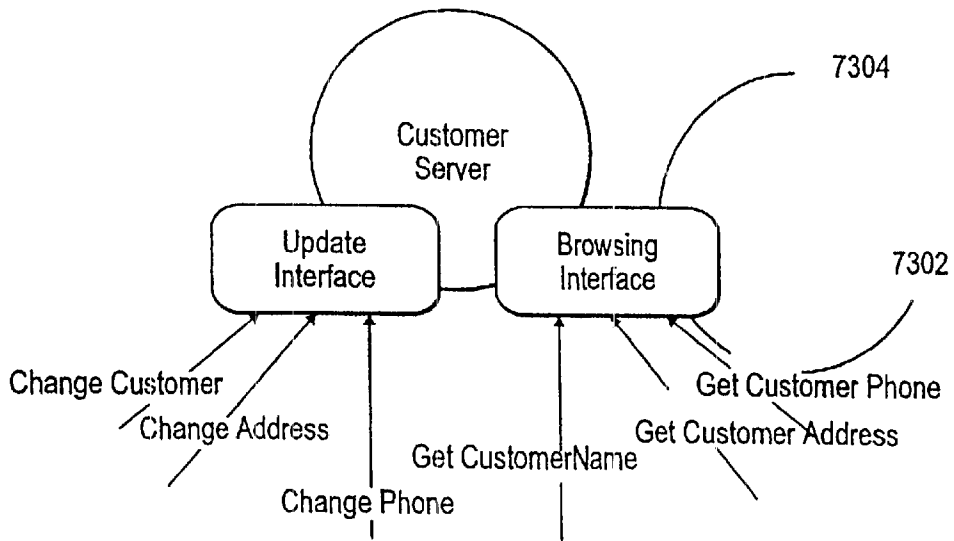 7304
Customer
Server
Update
Interface
Browsing
Interface
7302
Change Customer
Get Customer Phone
Change Address
Get Customer Address
Get CustomerName
Change Phone